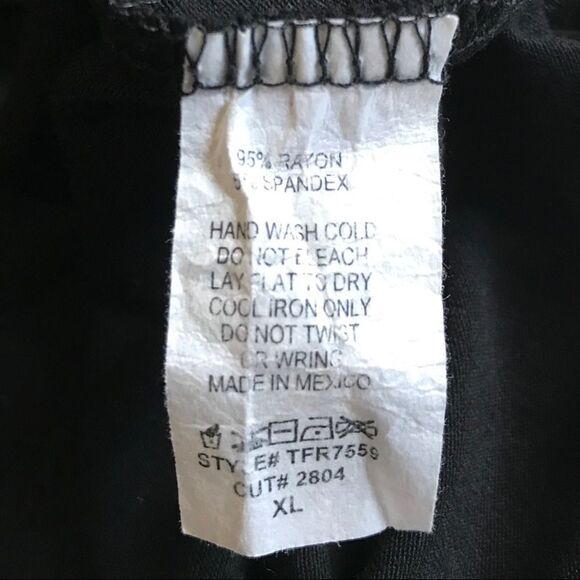 95% RAYON
5% SPANDEX
HAND WASH COLD
DO NOT BLEACH
LAY FLAT TO DRY
COOL IRON ONLY
DO NOT TWIST
OR WRING
MADE IN MEXICO
STYLE# TFR7559
CUT# 2804
XL